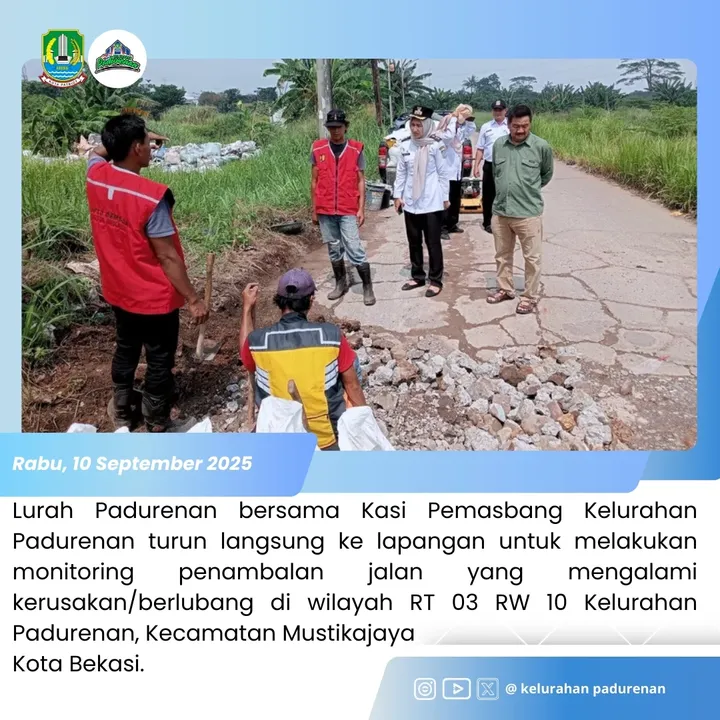 Rabu, 10 September 2025
Lurah Padurenan bersama Kasi Pemasbang Kelurahan
Padurenan turun langsung ke lapangan untuk melakukan
monitoring penambalan jalan yang mengalami
kerusakan/berlubang di wilayah RT 03 RW 10 Kelurahan
Padurenan, Kecamatan Mustikajaya
Kota Bekasi.
@ kelurahan padurenan